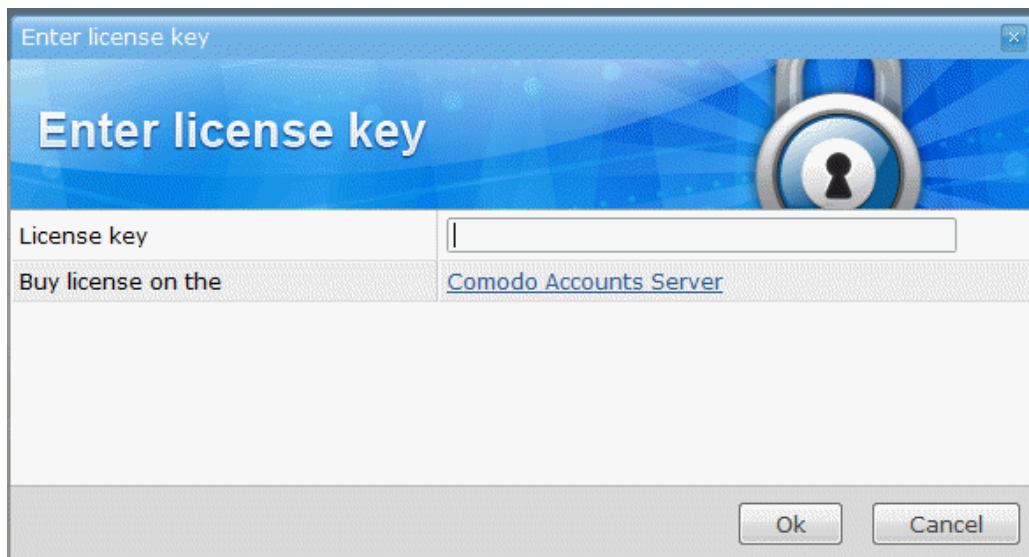 Enter license key
Enter license key
License key
Buy license on the Comodo Accounts Server
Ok Cancel